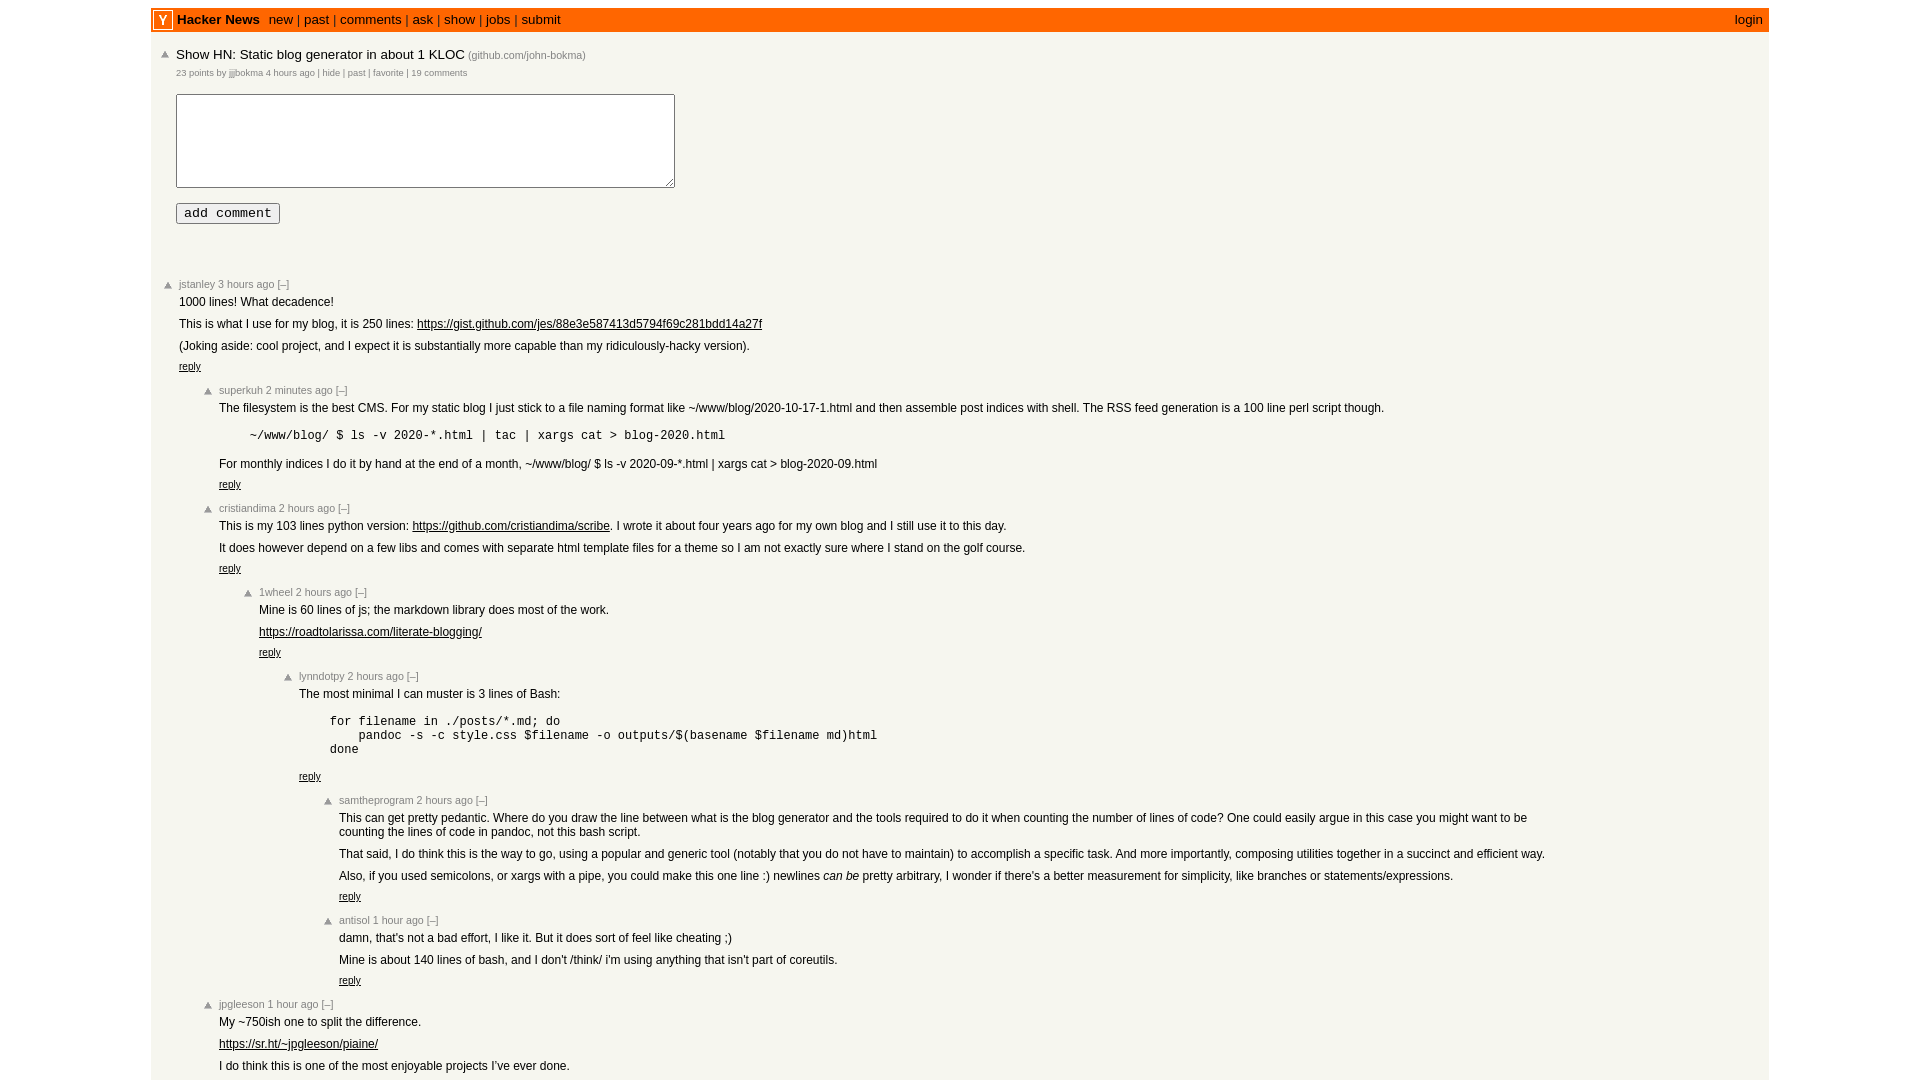 Y Hacker News new | past | comments | ask | show | jobs | submit login
Show HN: Static blog generator in about 1 KLOC (github.com/john-bokma)
23 points by jjjbokma 4 hours ago | hide | past | favorite | 19 comments
add comment
jstanley 3 hours ago [–]
1000 lines! What decadence!
This is what I use for my blog, it is 250 lines: https://gist.github.com/jes/88e3e587413d5794f69c281bdd14a27f
(Joking aside: cool project, and I expect it is substantially more capable than my ridiculously-hacky version).
reply
superkuh 2 minutes ago [–]
The filesystem is the best CMS. For my static blog I just stick to a file naming format like ~/www/blog/2020-10-17-1.html and then assemble post indices with shell. The RSS feed generation is a 100 line perl script though.
~/www/blog/ $ ls -v 2020-*.html | tac | xargs cat > blog-2020.html
For monthly indices I do it by hand at the end of a month, ~/www/blog/ $ ls -v 2020-09-*.html | xargs cat > blog-2020-09.html
reply
cristiandima 2 hours ago [–]
This is my 103 lines python version: https://github.com/cristiandima/scribe. I wrote it about four years ago for my own blog and I still use it to this day.
It does however depend on a few libs and comes with separate html template files for a theme so I am not exactly sure where I stand on the golf course.
reply
1wheel 2 hours ago [–]
Mine is 60 lines of js; the markdown library does most of the work.
https://roadtolarissa.com/literate-blogging/
reply
lynndotpy 2 hours ago [–]
The most minimal I can muster is 3 lines of Bash:
for filename in ./posts/*.md; do
pandoc -s -c style.css $filename -o outputs/$(basename $filename md)html
done
reply
samtheprogram 2 hours ago [–]
This can get pretty pedantic. Where do you draw the line between what is the blog generator and the tools required to do it when counting the number of lines of code? One could easily argue in this case you might want to be
counting the lines of code in pandoc, not this bash script.
That said, I do think this is the way to go, using a popular and generic tool (notably that you do not have to maintain) to accomplish a specific task. And more importantly, composing utilities together in a succinct and efficient way.
Also, if you used semicolons, or xargs with a pipe, you could make this one line :) newlines can be pretty arbitrary, I wonder if there's a better measurement for simplicity, like branches or statements/expressions.
reply
antisol 1 hour ago [–]
damn, that's not a bad effort, I like it. But it does sort of feel like cheating ;)
Mine is about 140 lines of bash, and I don't /think/ i'm using anything that isn't part of coreutils.
reply
jpgleeson 1 hour ago [–]
My ~750ish one to split the difference.
https://sr.ht/~jpgleeson/piaine/
I do think this is one of the most enjoyable projects I've ever done.